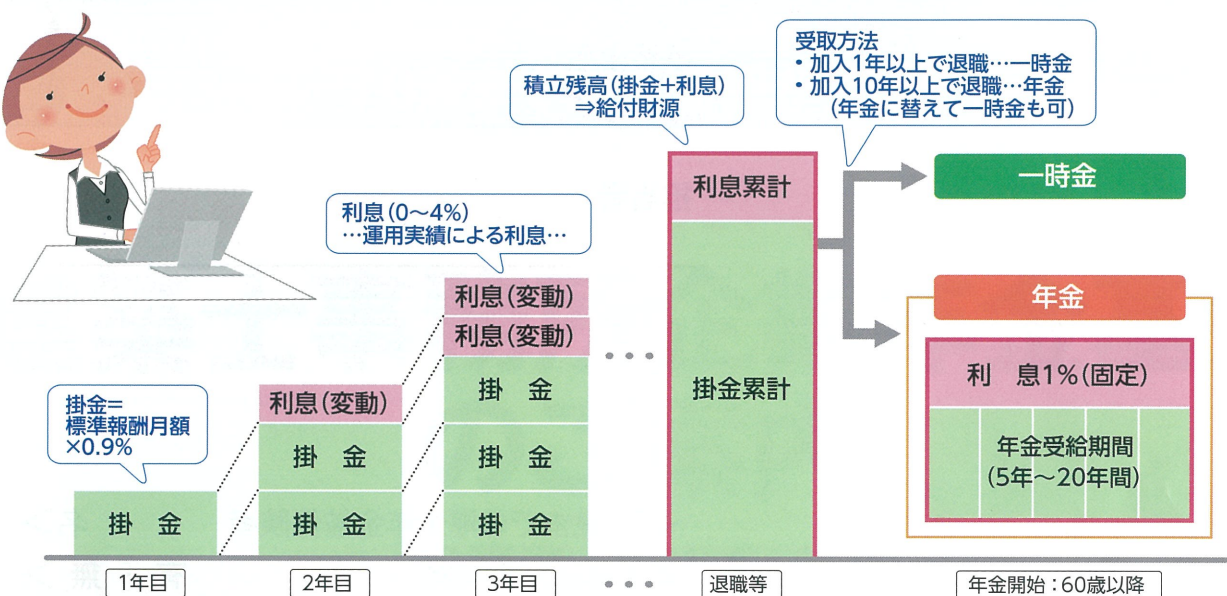 受取方法
・加入1年以上で退職…一時金
・加入10年以上で退職…年金
(年金に替えて一時金も可)
積立残高(掛金+利息)
⇒給付財源
一時金
利息累計
利息(0〜4%)
…運用実績による利息…
年金
利息(変動)
利息(変動)
利　息1%(固定)
掛金=
標準報酬月額
×0.9%
利息(変動)
掛　金
掛金累計
年金受給期間
(5年〜20年間)
掛　金
掛　金
掛　金
掛　金
掛　金
1年目
2年目
3年目
・・・
退職等
年金開始：60歳以降